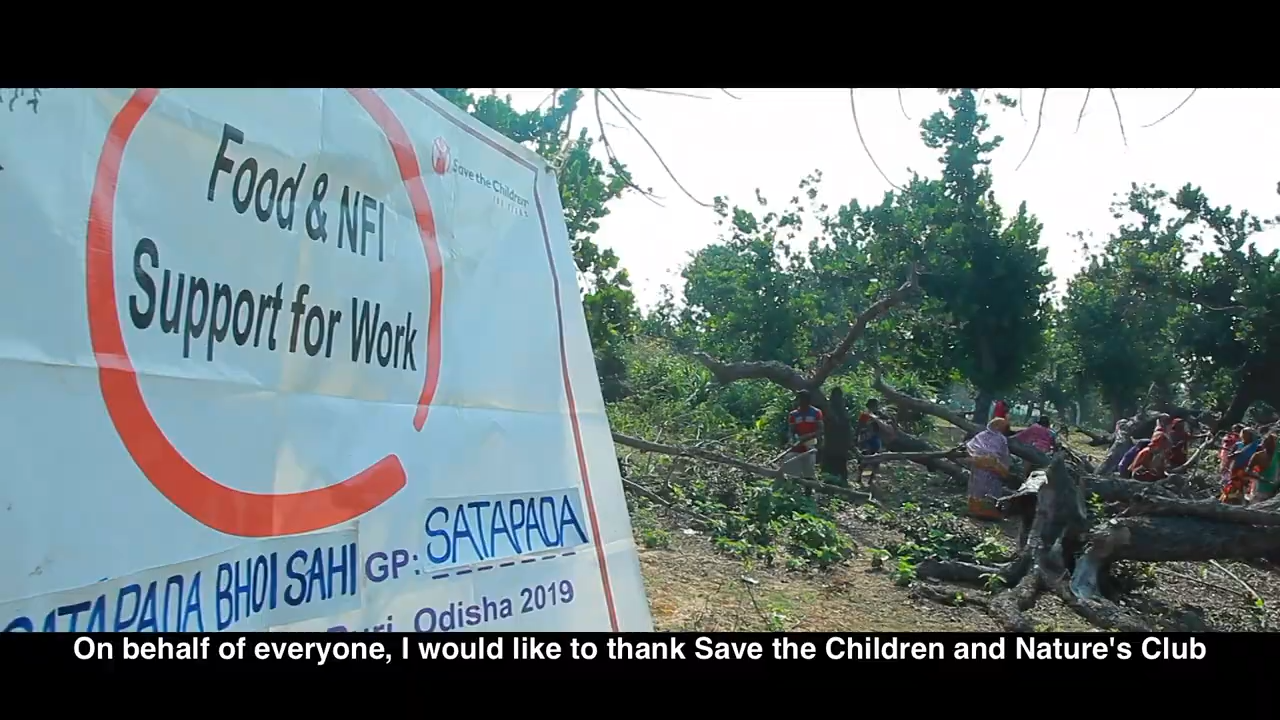 Save the Children
Food & NFI
Support for Work
SATAPADA BHOI SAHI GP: SATAPADA
Puri, Odisha 2019
On behalf of everyone, I would like to thank Save the Children and Nature's Club